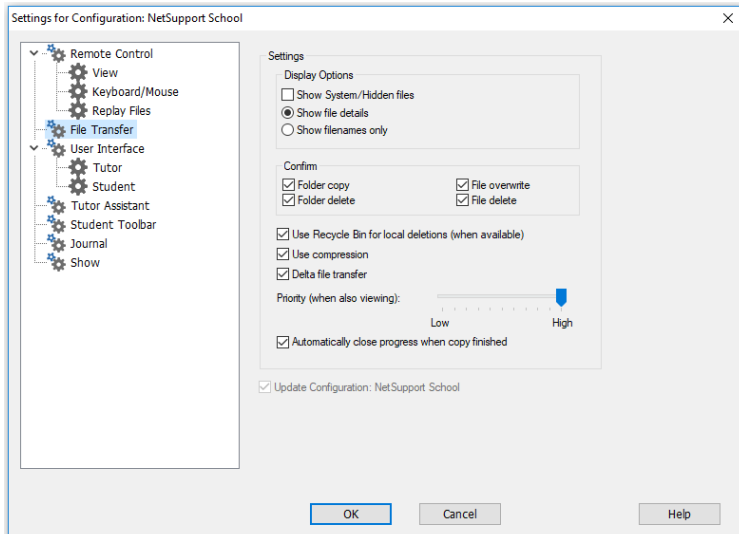 Settings for Configuration: NetSupport School
Remote Control
View
Keyboard/Mouse
Replay Files
File Transfer
User Interface
Tutor
Student
Tutor Assistant
Student Toolbar
Journal
Show
Settings
Display Options
Show System/Hidden files
Show file details
Show filenames only
Confirm
Folder copy File overwrite
Folder delete File delete
Use Recycle Bin for local deletions (when available)
Use compression
Delta file transfer
Priority (when also viewing):
Low High
Automatically close progress when copy finished
Update Configuration: NetSupport School
OK Cancel Help